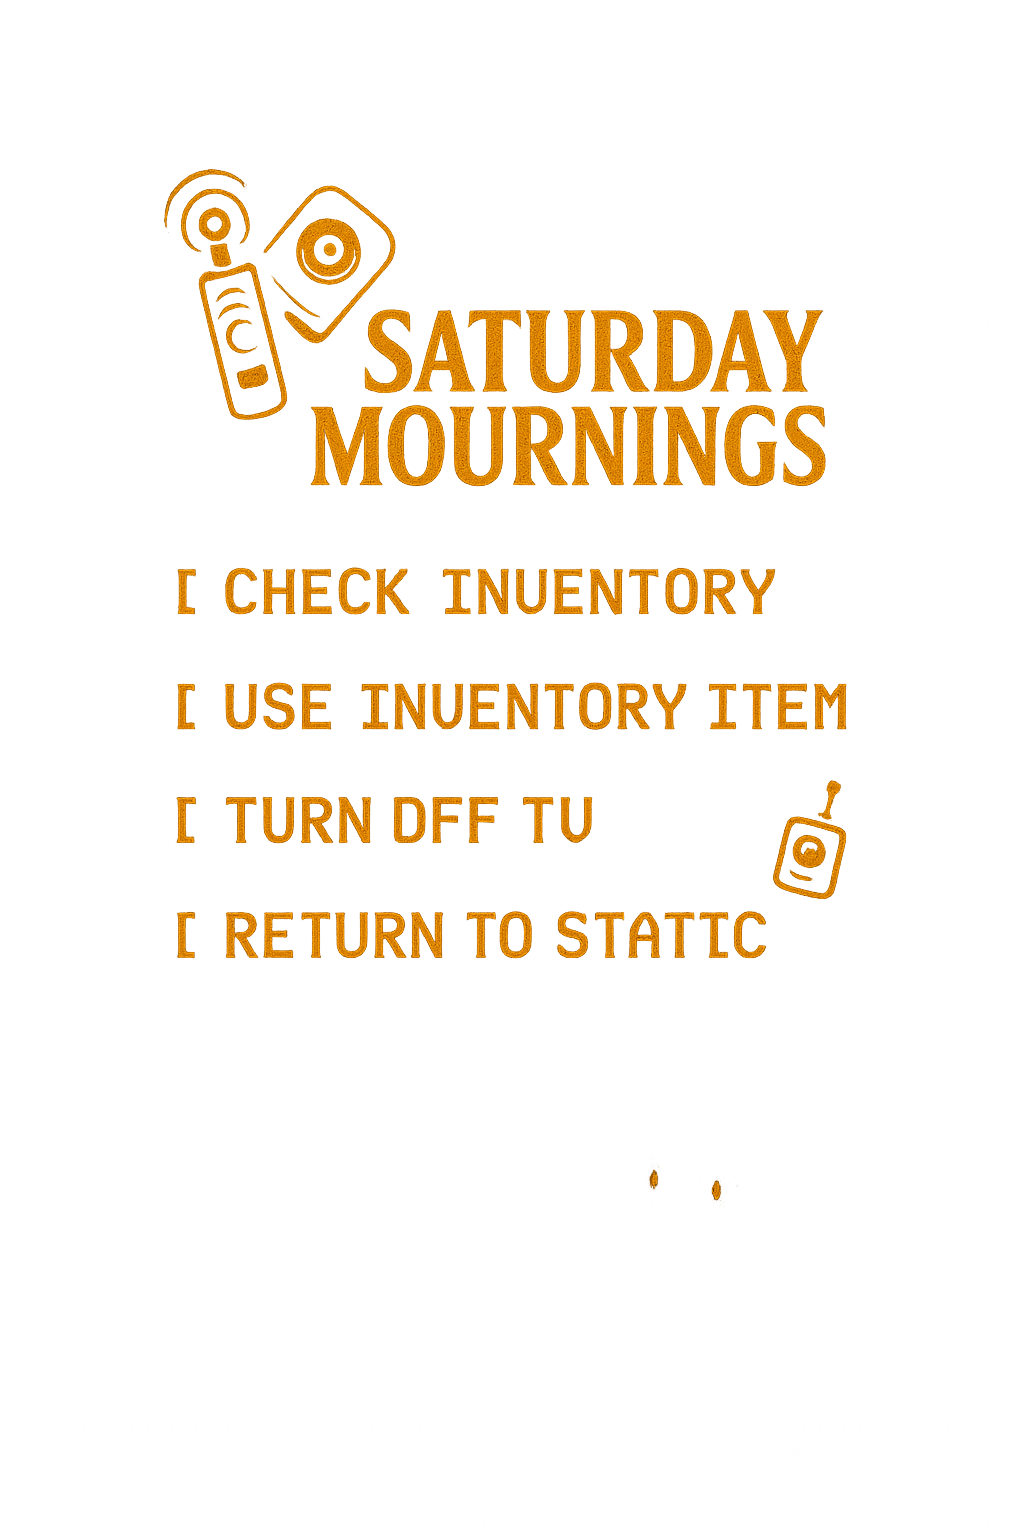 SATURDAY
MOURNINGS
[ CHECK INUENTORY
[ USE INUENTORY ITEM
[ TURN DFF TU
[ RETURN TO STATIC